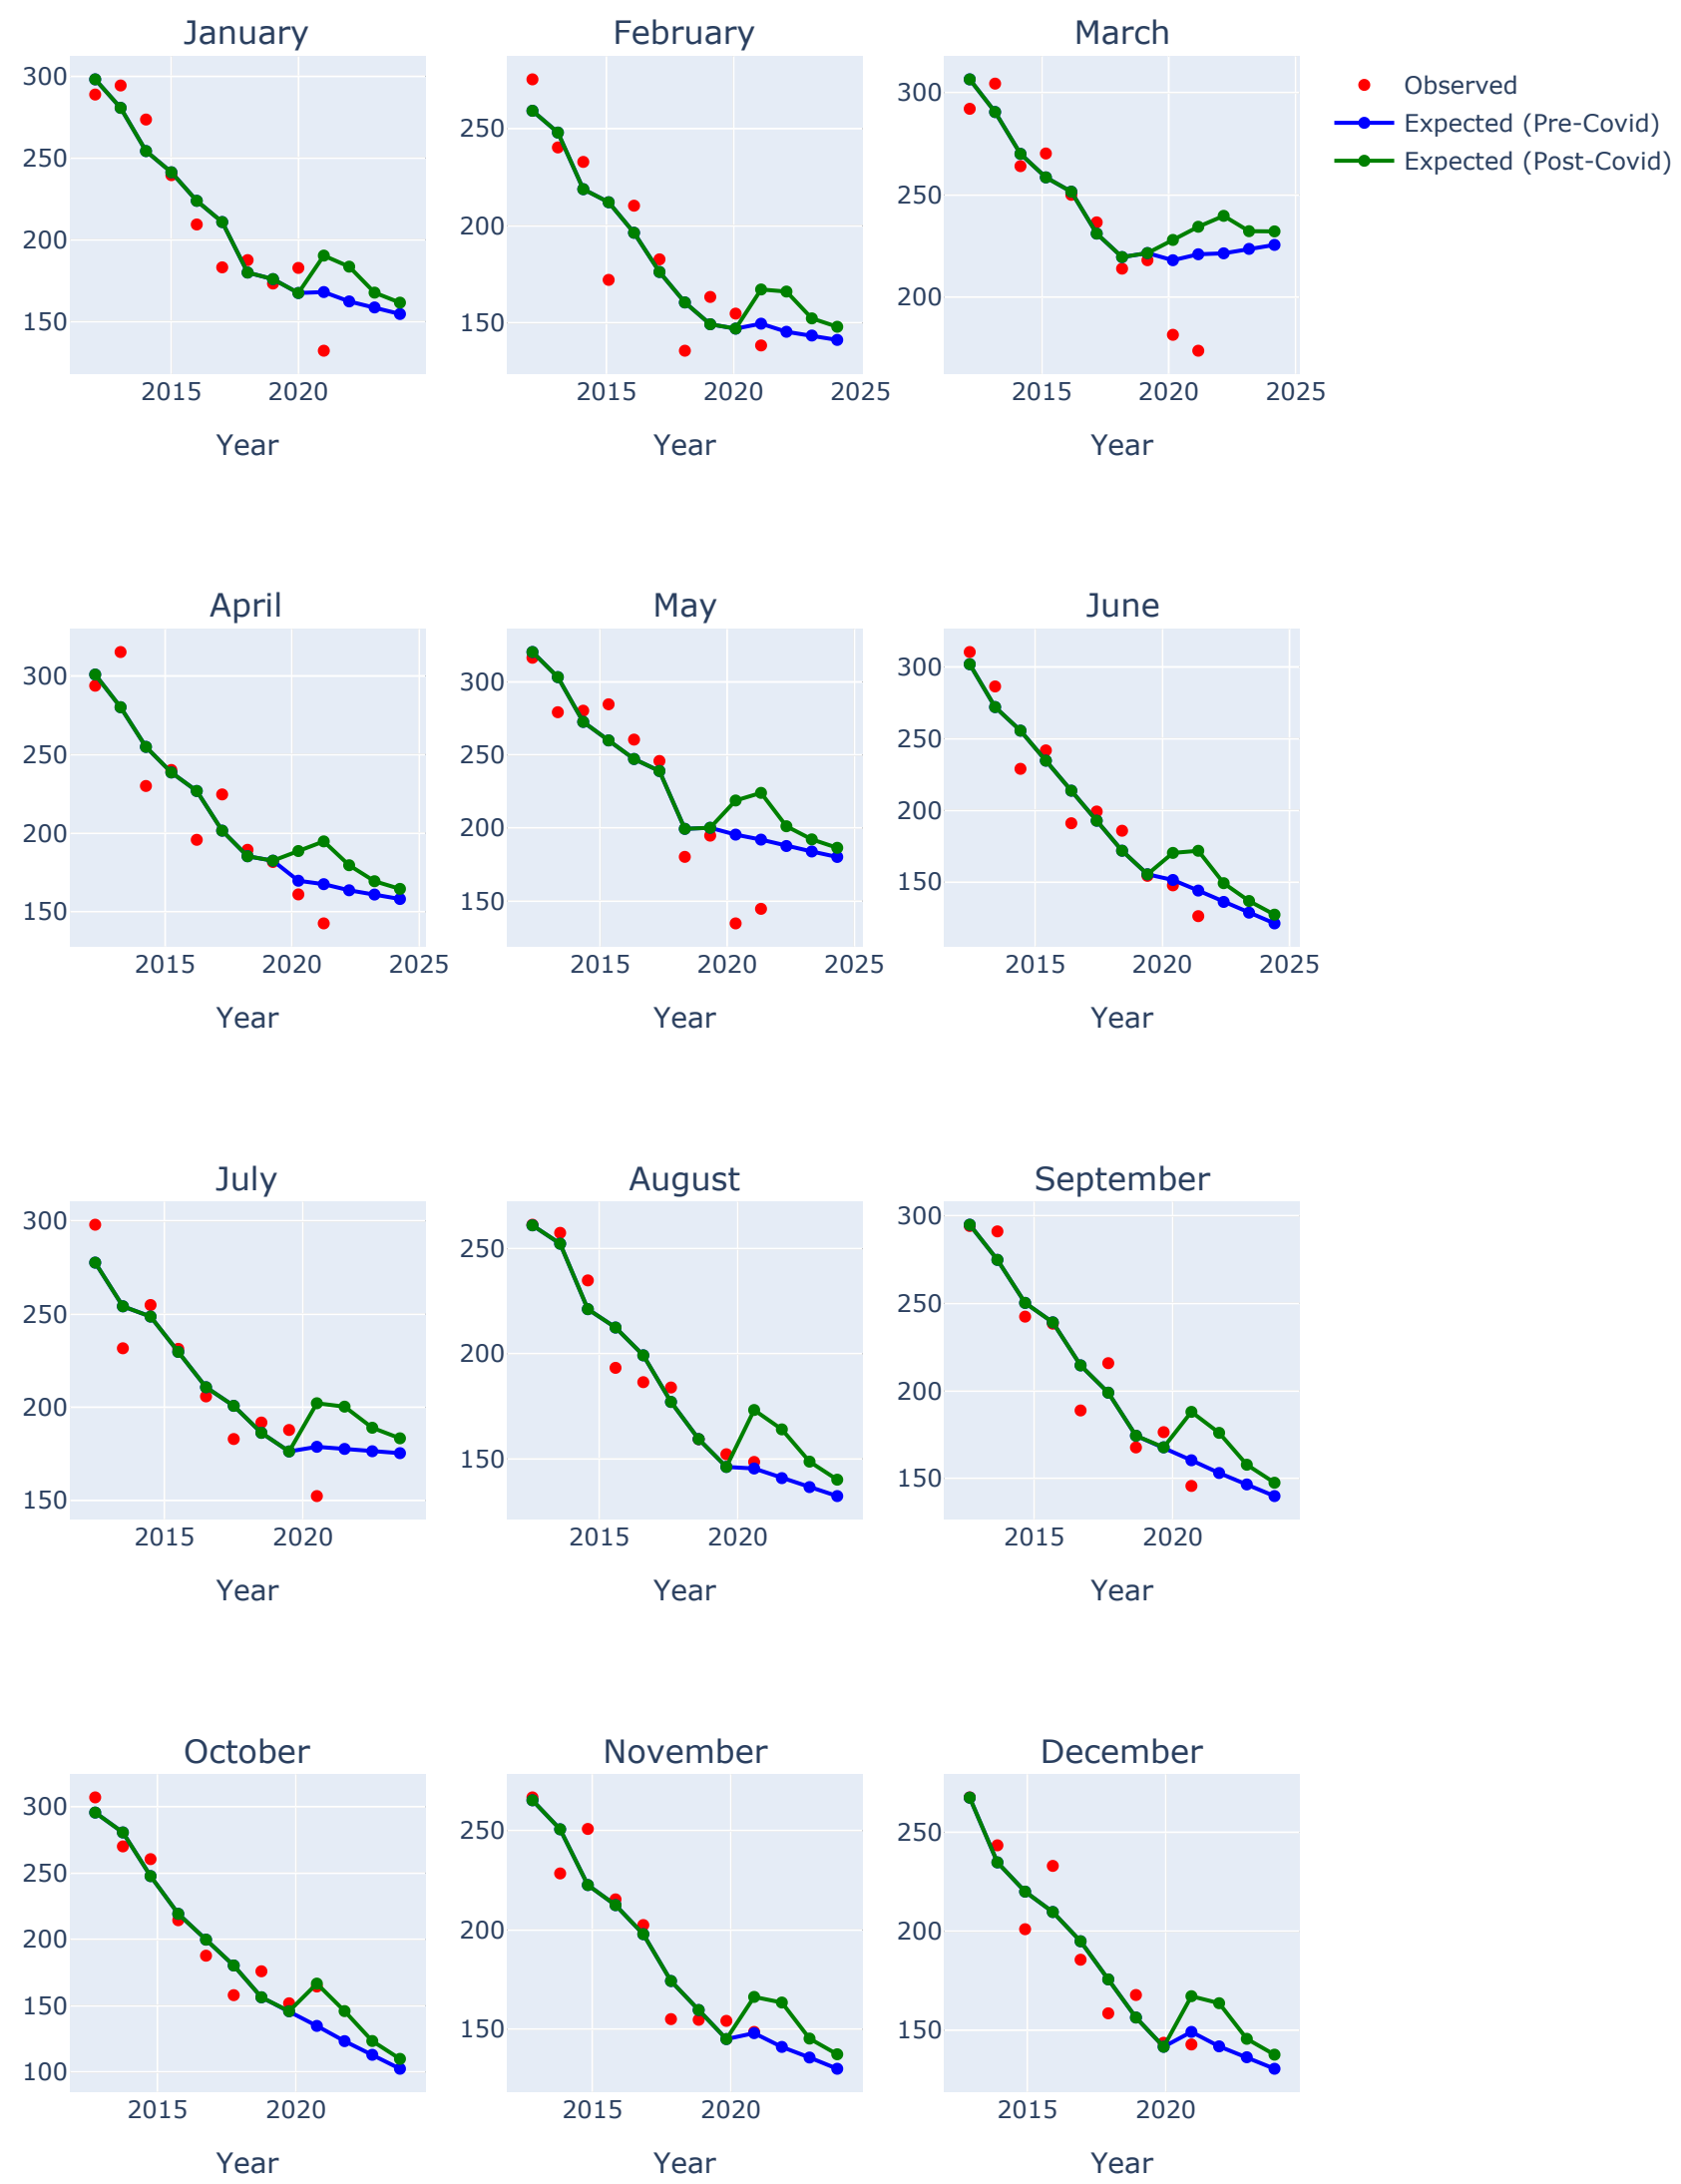 January
February
March
300
250
200
150
2015
2020
Year
250
200
150
2015
2020
2025
Year
300
250
200
2015
2020
2025
Year
Observed
Expected (Pre-Covid)
Expected (Post-Covid)
April
May
June
300
250
200
150
2015
2020
2025
Year
300
250
200
150
2015
2020
2025
Year
300
250
200
150
2015
2020
2025
Year
July
August
September
300
250
200
150
2015
2020
Year
250
200
150
2015
2020
Year
300
250
200
150
2015
2020
Year
October
November
December
300
250
200
150
100
2015
2020
Year
250
200
150
2015
2020
Year
250
200
150
2015
2020
Year